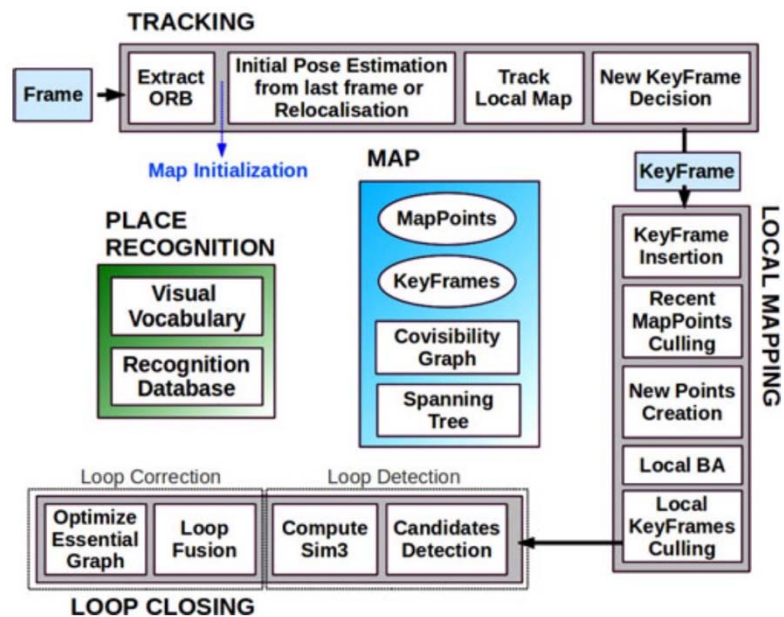 TRACKING
Frame
Extract
ORB
Initial Pose Estimation
from last frame or
Relocalisation
Track
Local Map
New KeyFrame
Decision
Map Initialization
KeyFrame
MAP
MapPoints
KeyFrames
Covisibility
Graph
Spanning
Tree
PLACE
RECOGNITION
Visual
Vocabulary
Recognition
Database
LOCAL MAPPING
KeyFrame
Insertion
Recent
MapPoints
Culling
New Points
Creation
Local BA
Local
KeyFrames
Culling
Loop Correction
Loop Detection
Optimize
Essential
Graph
Loop
Fusion
Compute
Sim3
Candidates
Detection
LOOP CLOSING